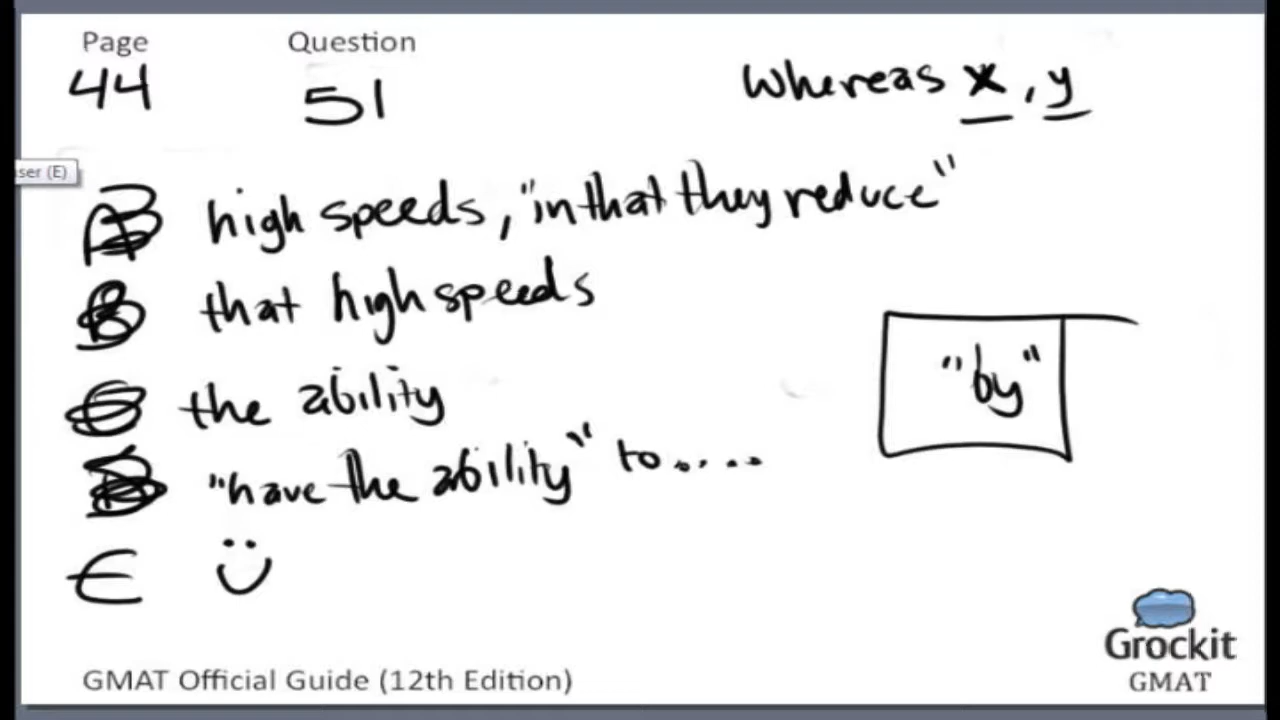 Page Question
44 51
Whereas x, y
ser (E)
A high speeds, "in that they reduce"
B that high speeds
C the ability
D "have the ability" to.....
"by"
E
Grockit
GMAT
GMAT Official Guide (12th Edition)